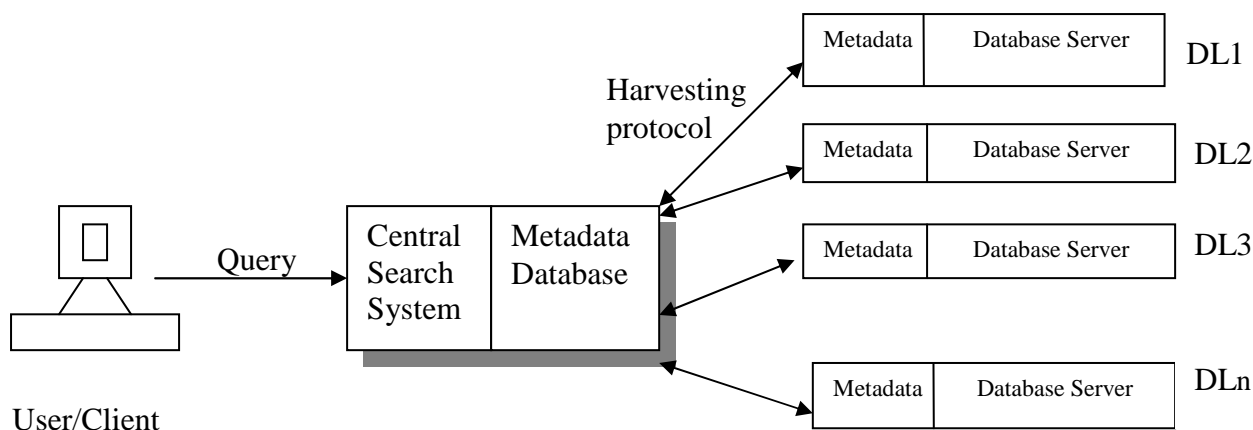 Metadata Database Server DL1
Harvesting
protocol
Metadata Database Server DL2
Central Metadata
Search Database
System
Query
Metadata Database Server DL3
Metadata Database Server DLn
User/Client